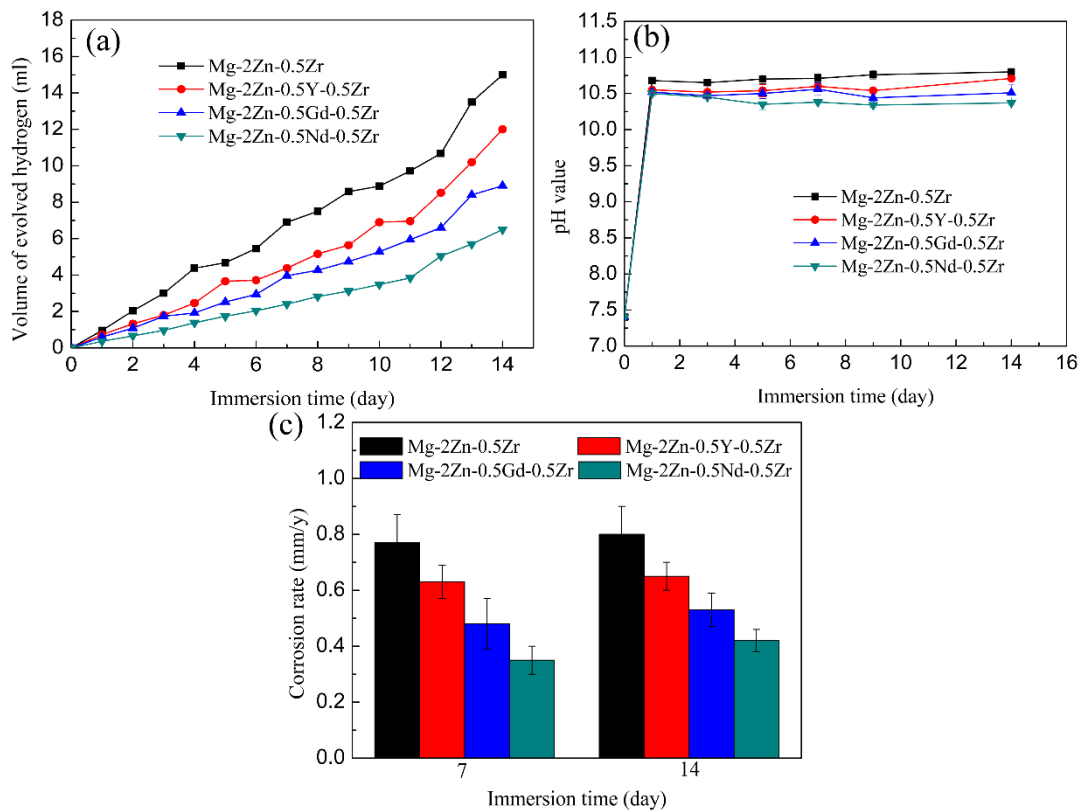 (a)
18
16
14
12
10
8
6
4
2
0
Volume of evolved hydrogen (ml)
Mg-2Zn-0.5Zr
Mg-2Zn-0.5Y-0.5Zr
Mg-2Zn-0.5Gd-0.5Zr
Mg-2Zn-0.5Nd-0.5Zr
0 2 4 6 8 10 12 14
Immersion time (day)
(b)
11.5
11.0
10.5
10.0
9.5
9.0
8.5
8.0
7.5
7.0
pH value
Mg-2Zn-0.5Zr
Mg-2Zn-0.5Y-0.5Zr
Mg-2Zn-0.5Gd-0.5Zr
Mg-2Zn-0.5Nd-0.5Zr
0 2 4 6 8 10 12 14 16
Immersion time (day)
(c)
1.2
1.0
0.8
0.6
0.4
0.2
0.0
Corrosion rate (mm/y)
Mg-2Zn-0.5Zr Mg-2Zn-0.5Y-0.5Zr
Mg-2Zn-0.5Gd-0.5Zr Mg-2Zn-0.5Nd-0.5Zr
7 14
Immersion time (day)